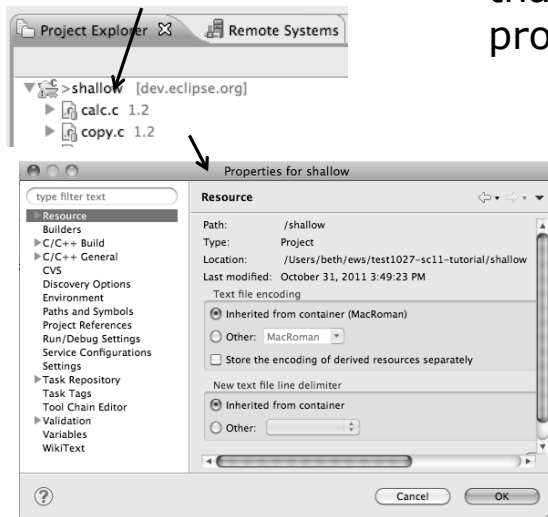 pro
Project Explorer
Remote Systems
>shallow [dev.eclipse.org]
calc.c 1.2
copy.c 1.2
Properties for shallow
type filter text
Resource
Builders
C/C++ Build
C/C++ General
CVS
Discovery Options
Environment
Paths and Symbols
Project References
Run/Debug Settings
Service Configurations
Settings
Task Repository
Task Tags
Tool Chain Editor
Validation
Variables
WikiText
Resource
Path: /shallow
Type: Project
Location: /Users/beth/ews/test1027-sc11-tutorial/shallow
Last modified: October 31, 2011 3:49:23 PM
Text file encoding
Inherited from container (MacRoman)
Other: MacRoman
Store the encoding of derived resources separately
New text file line delimiter
Inherited from container
Other:
?
Cancel
OK